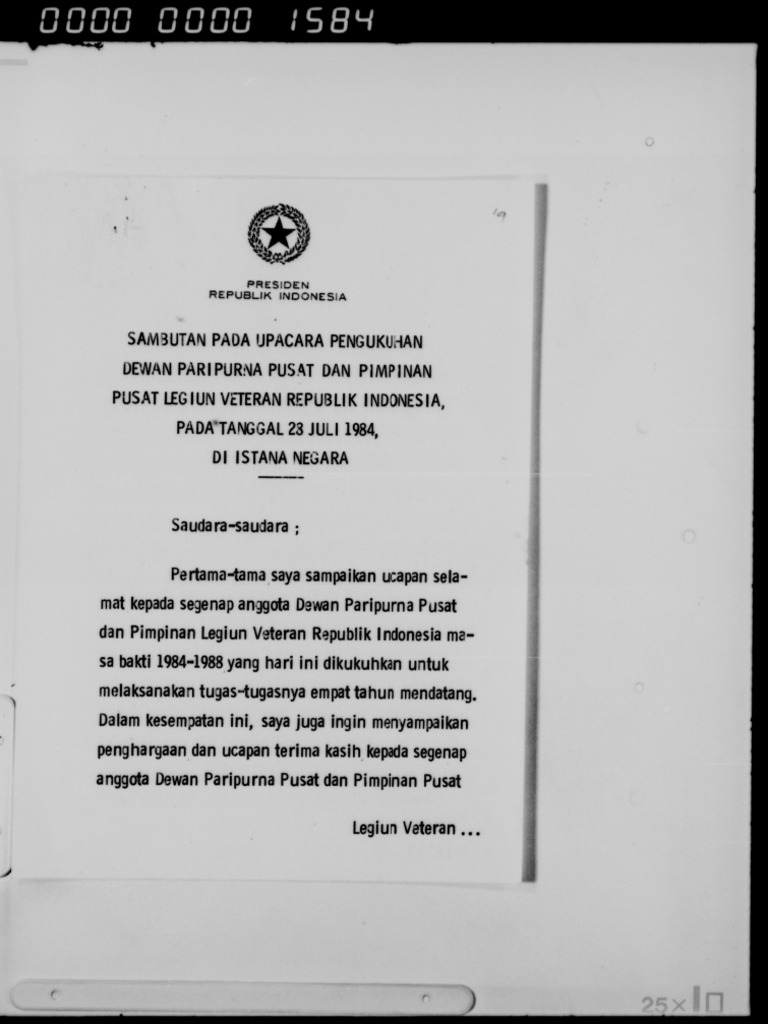 0000 0000 1584
PRESIDEN
REPUBLIK INDONESIA
SAMBUTAN PADA UPACARA PENGUKUHAN
DEWAN PARIPURNA PUSAT DAN PIMPINAN
PUSAT LEGIUN VETERAN REPUBLIK INDONESIA,
PADA TANGGAL 23 JULI 1984,
DI ISTANA NEGARA
Saudara-saudara ;
Pertama-tama saya sampaikan ucapan sela-
mat kepada segenap anggota Dewan Paripurna Pusat
dan Pimpinan Legiun Veteran Republik Indonesia ma-
sa bakti 1984-1988 yang hari ini dikukuhkan untuk
melaksanakan tugas-tugasnya empat tahun mendatang.
Dalam kesempatan ini, saya juga ingin menyampaikan
penghargaan dan ucapan terima kasih kepada segenap
anggota Dewan Paripurna Pusat dan Pimpinan Pusat
Legiun Veteran ...
25×